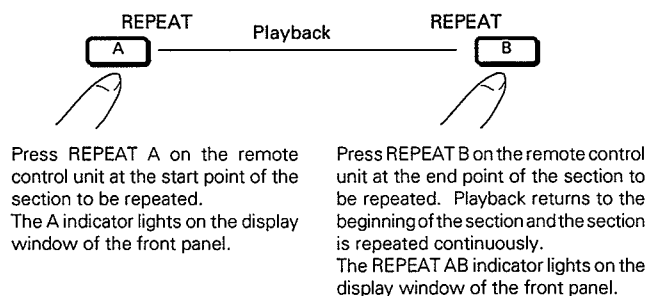 REPEAT
Playback
REPEAT
A
B
Press REPEAT A on the remote
control unit at the start point of the
section to be repeated.
The A indicator lights on the display
window of the front panel.
Press REPEAT B on the remote control
unit at the end point of the section to
be repeated. Playback returns to the
beginning of the section and the section
is repeated continuously.
The REPEAT AB indicator lights on the
display window of the front panel.